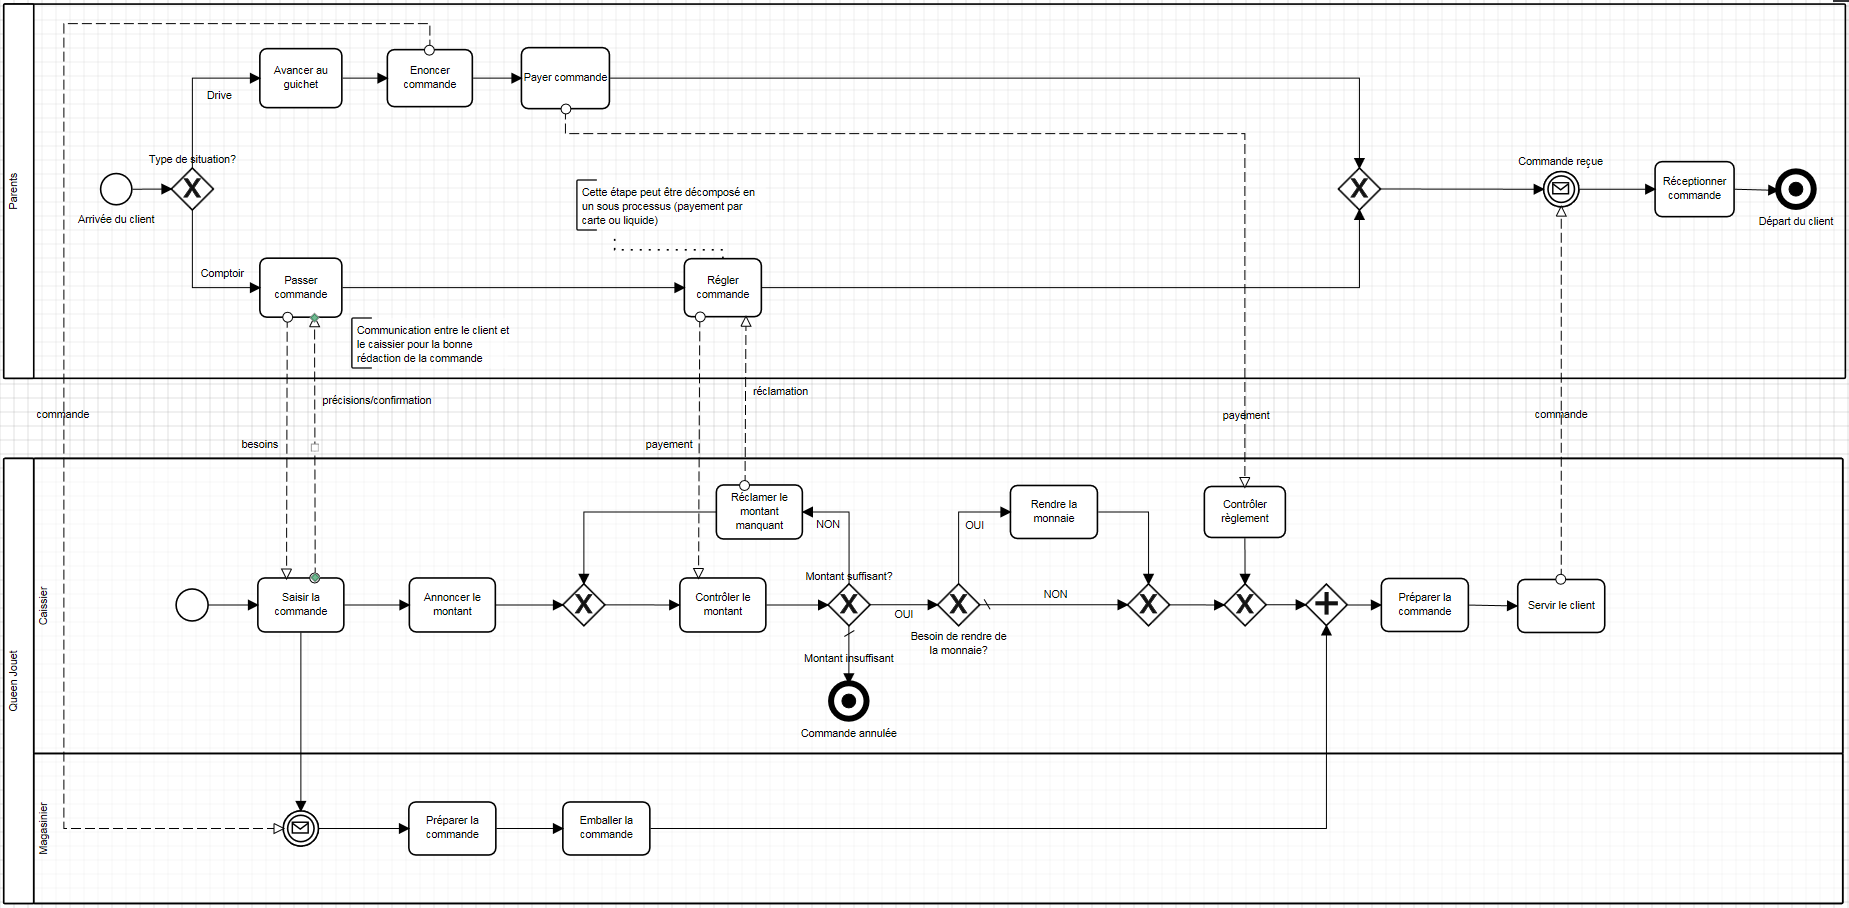 Parents
Avancer au
guichet
Enoncer
commande
Payer commande
Drive
Type de situation?
Arrivée du client
Cette étape peut être décomposé en
un sous processus (payement par
carte ou liquide)
Commande reçue
Réceptionner
commande
Départ du client
Comptoir
Passer
commande
Régler
commande
Communication entre le client et
le caissier pour la bonne
rédaction de la commande
commande
précisions/confirmation
besoins
payement
réclamation
payement
commande
Queen Jouet
Caissier
Réclamer le
montant
manquant
NON
OUI
Rendre la
monnaie
Contrôler
règlement
Saisir la
commande
Annoncer le
montant
Contrôler le
montant
Montant suffisant?
OUI
Besoin de rendre de
la monnaie?
NON
Préparer la
commande
Servir le client
Montant insuffisant
Commande annulée
Magasinier
Préparer la
commande
Emballer la
commande